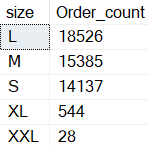 size Order_count
L 18526
M 15385
S 14137
XL 544
XXL 28